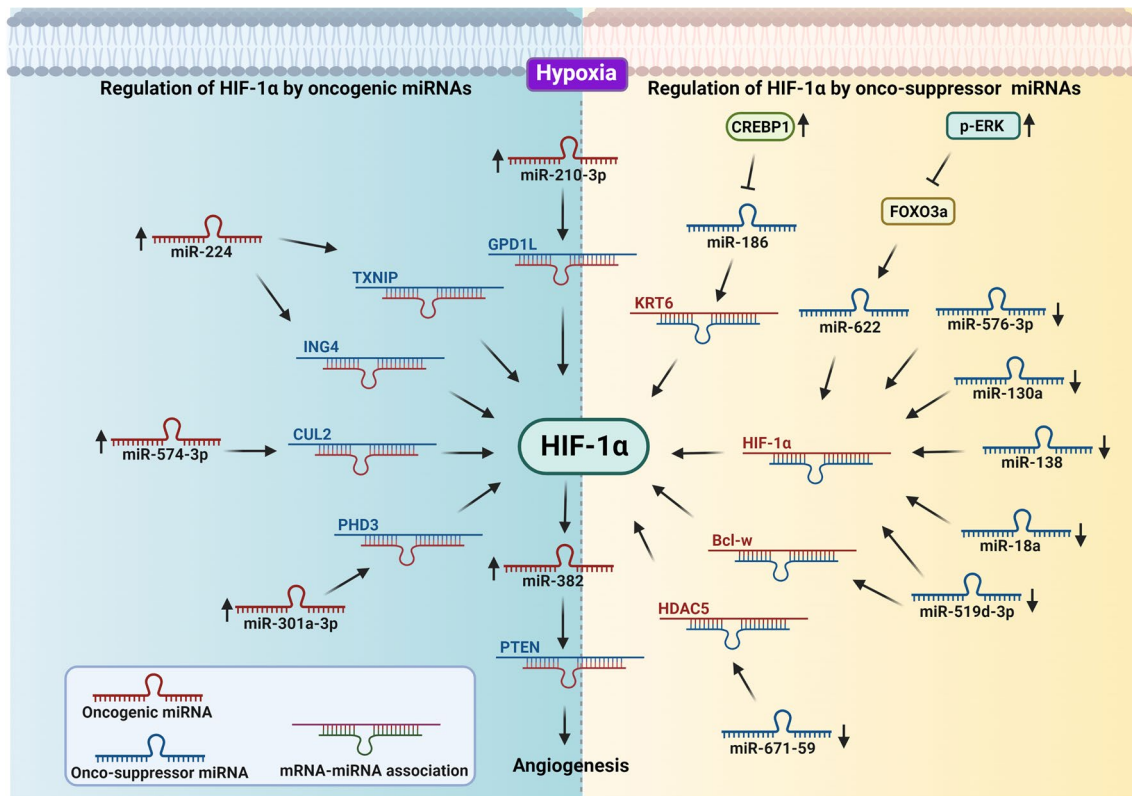 Hypoxia
Regulation of HIF-1α by oncogenic miRNAs
Regulation of HIF-1α by onco-suppressor miRNAs
CREBP1
p-ERK
miR-210-3p
FOXO3a
miR-224
miR-186
GPD1L
TXNIP
KRT6
miR-622
miR-576-3p
ING4
miR-130a
CUL2
miR-574-3p
HIF-1α
HIF-1α
miR-138
PHD3
Bcl-w
miR-18a
miR-382
miR-301a-3p
HDAC5
miR-519d-3p
PTEN
miR-671-59
Angiogenesis
Oncogenic miRNA
Onco-suppressor miRNA
mRNA-miRNA association